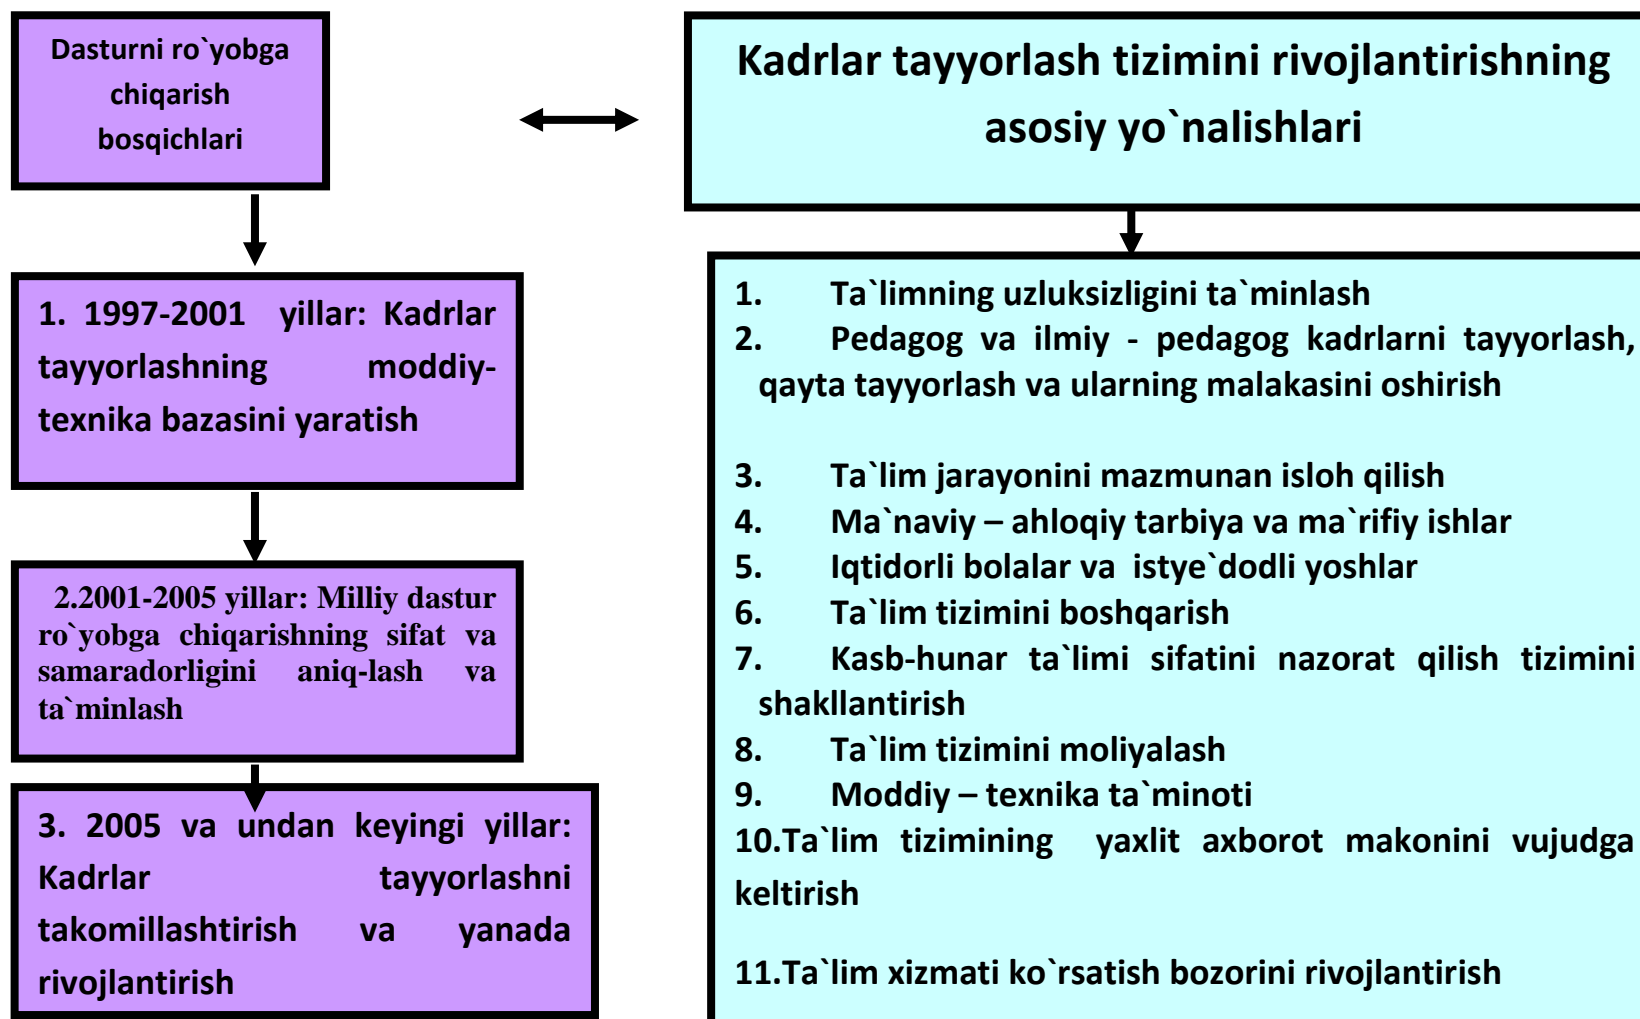 Dasturni ro`yobga
chiqarish
bosqichlari
Kadrlar tayyorlash tizimini rivojlantirishning
asosiy yo`nalishlari
1. 1997-2001 yillar: Kadrlar
tayyorlashning moddiy-
texnika bazasini yaratish
2.2001-2005 yillar: Milliy dastur
ro`yobga chiqarishning sifat va
samaradorligini aniq-lash va
ta`minlash
3. 2005 va undan keyingi yillar:
Kadrlar tayyorlashni
takomillashtirish va yanada
rivojlantirish
1. Ta`limning uzluksizligini ta`minlash
2. Pedagog va ilmiy - pedagog kadrlarni tayyorlash,
qayta tayyorlash va ularning malakasini oshirish
3. Ta`lim jarayonini mazmunan isloh qilish
4. Ma`naviy – ahloqiy tarbiya va ma`rifiy ishlar
5. Iqtidorli bolalar va istye`dodli yoshlar
6. Ta`lim tizimini boshqarish
7. Kasb-hunar ta`limi sifatini nazorat qilish tizimini
shakllantirish
8. Ta`lim tizimini moliyalash
9. Moddiy – texnika ta`minoti
10.Ta`lim tizimining yaxlit axborot makonini vujudga
keltirish
11.Ta`lim xizmati ko`rsatish bozorini rivojlantirish